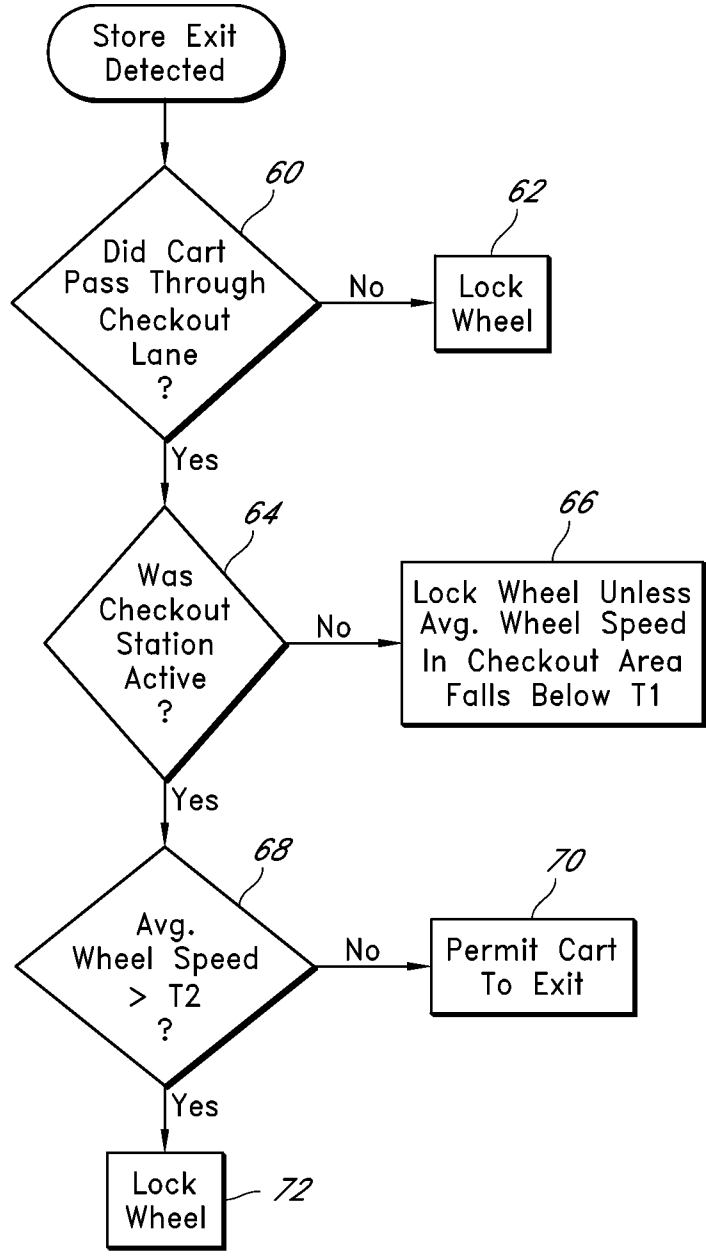 Store Exit
Detected
60
Did Cart
Pass Through
Checkout
Lane
?
No
62
Lock
Wheel
Yes
64
Was
Checkout
Station
Active
?
No
66
Lock Wheel Unless
Avg. Wheel Speed
In Checkout Area
Falls Below T1
Yes
68
Avg.
Wheel Speed
> T2
?
No
70
Permit Cart
To Exit
Yes
Lock
Wheel
72